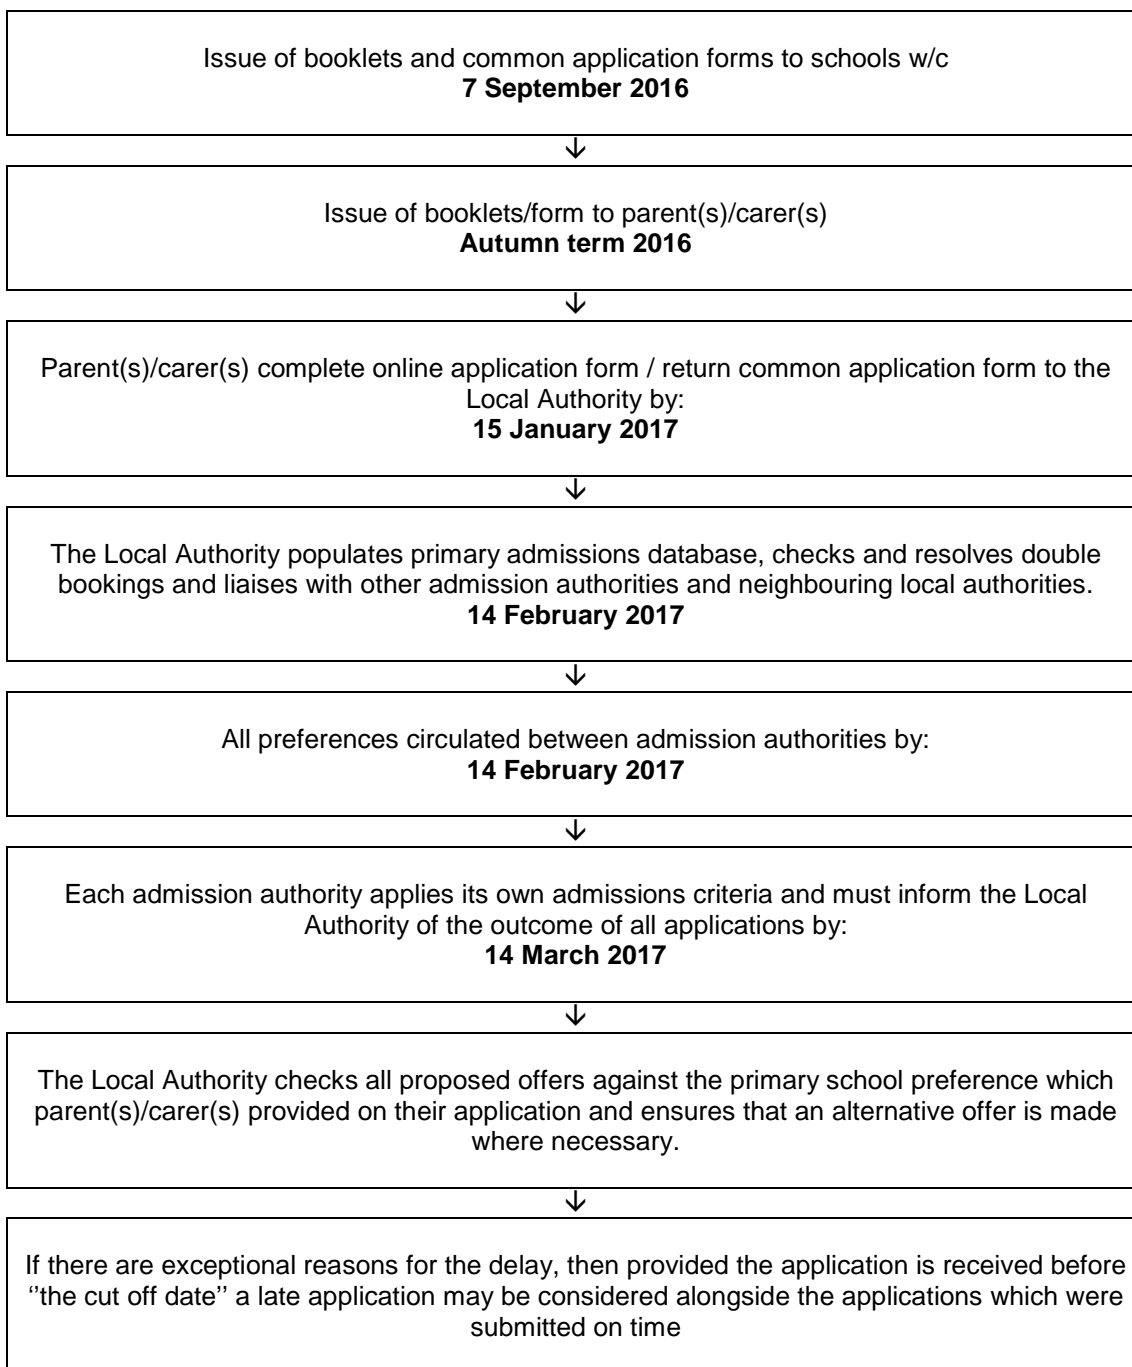 Issue of booklets and common application forms to schools w/c
7 September 2016
Issue of booklets/form to parent(s)/carer(s)
Autumn term 2016
Parent(s)/carer(s) complete online application form / return common application form to the
Local Authority by:
15 January 2017
The Local Authority populates primary admissions database, checks and resolves double
bookings and liaises with other admission authorities and neighbouring local authorities.
14 February 2017
All preferences circulated between admission authorities by:
14 February 2017
Each admission authority applies its own admissions criteria and must inform the Local
Authority of the outcome of all applications by:
14 March 2017
The Local Authority checks all proposed offers against the primary school preference which
parent(s)/carer(s) provided on their application and ensures that an alternative offer is made
where necessary.
If there are exceptional reasons for the delay, then provided the application is received before
‘’the cut off date’’ a late application may be considered alongside the applications which were
submitted on time